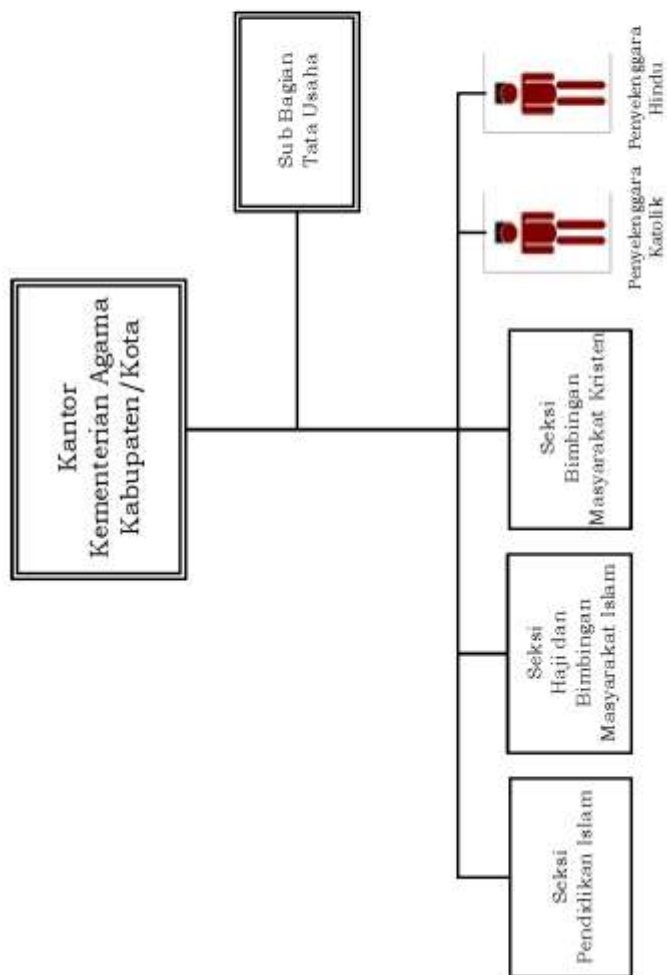 Kantor
Kementerian Agama
Kabupaten/Kota
Sub Bagian
Tata Usaha
Seksi
Pendidikan Islam
Seksi
Haji dan
Bimbingan
Masyarakat Islam
Seksi
Bimbingan
Masyarakat Kristen
Penyelenggara
Katolik
Penyelenggara
Hindu